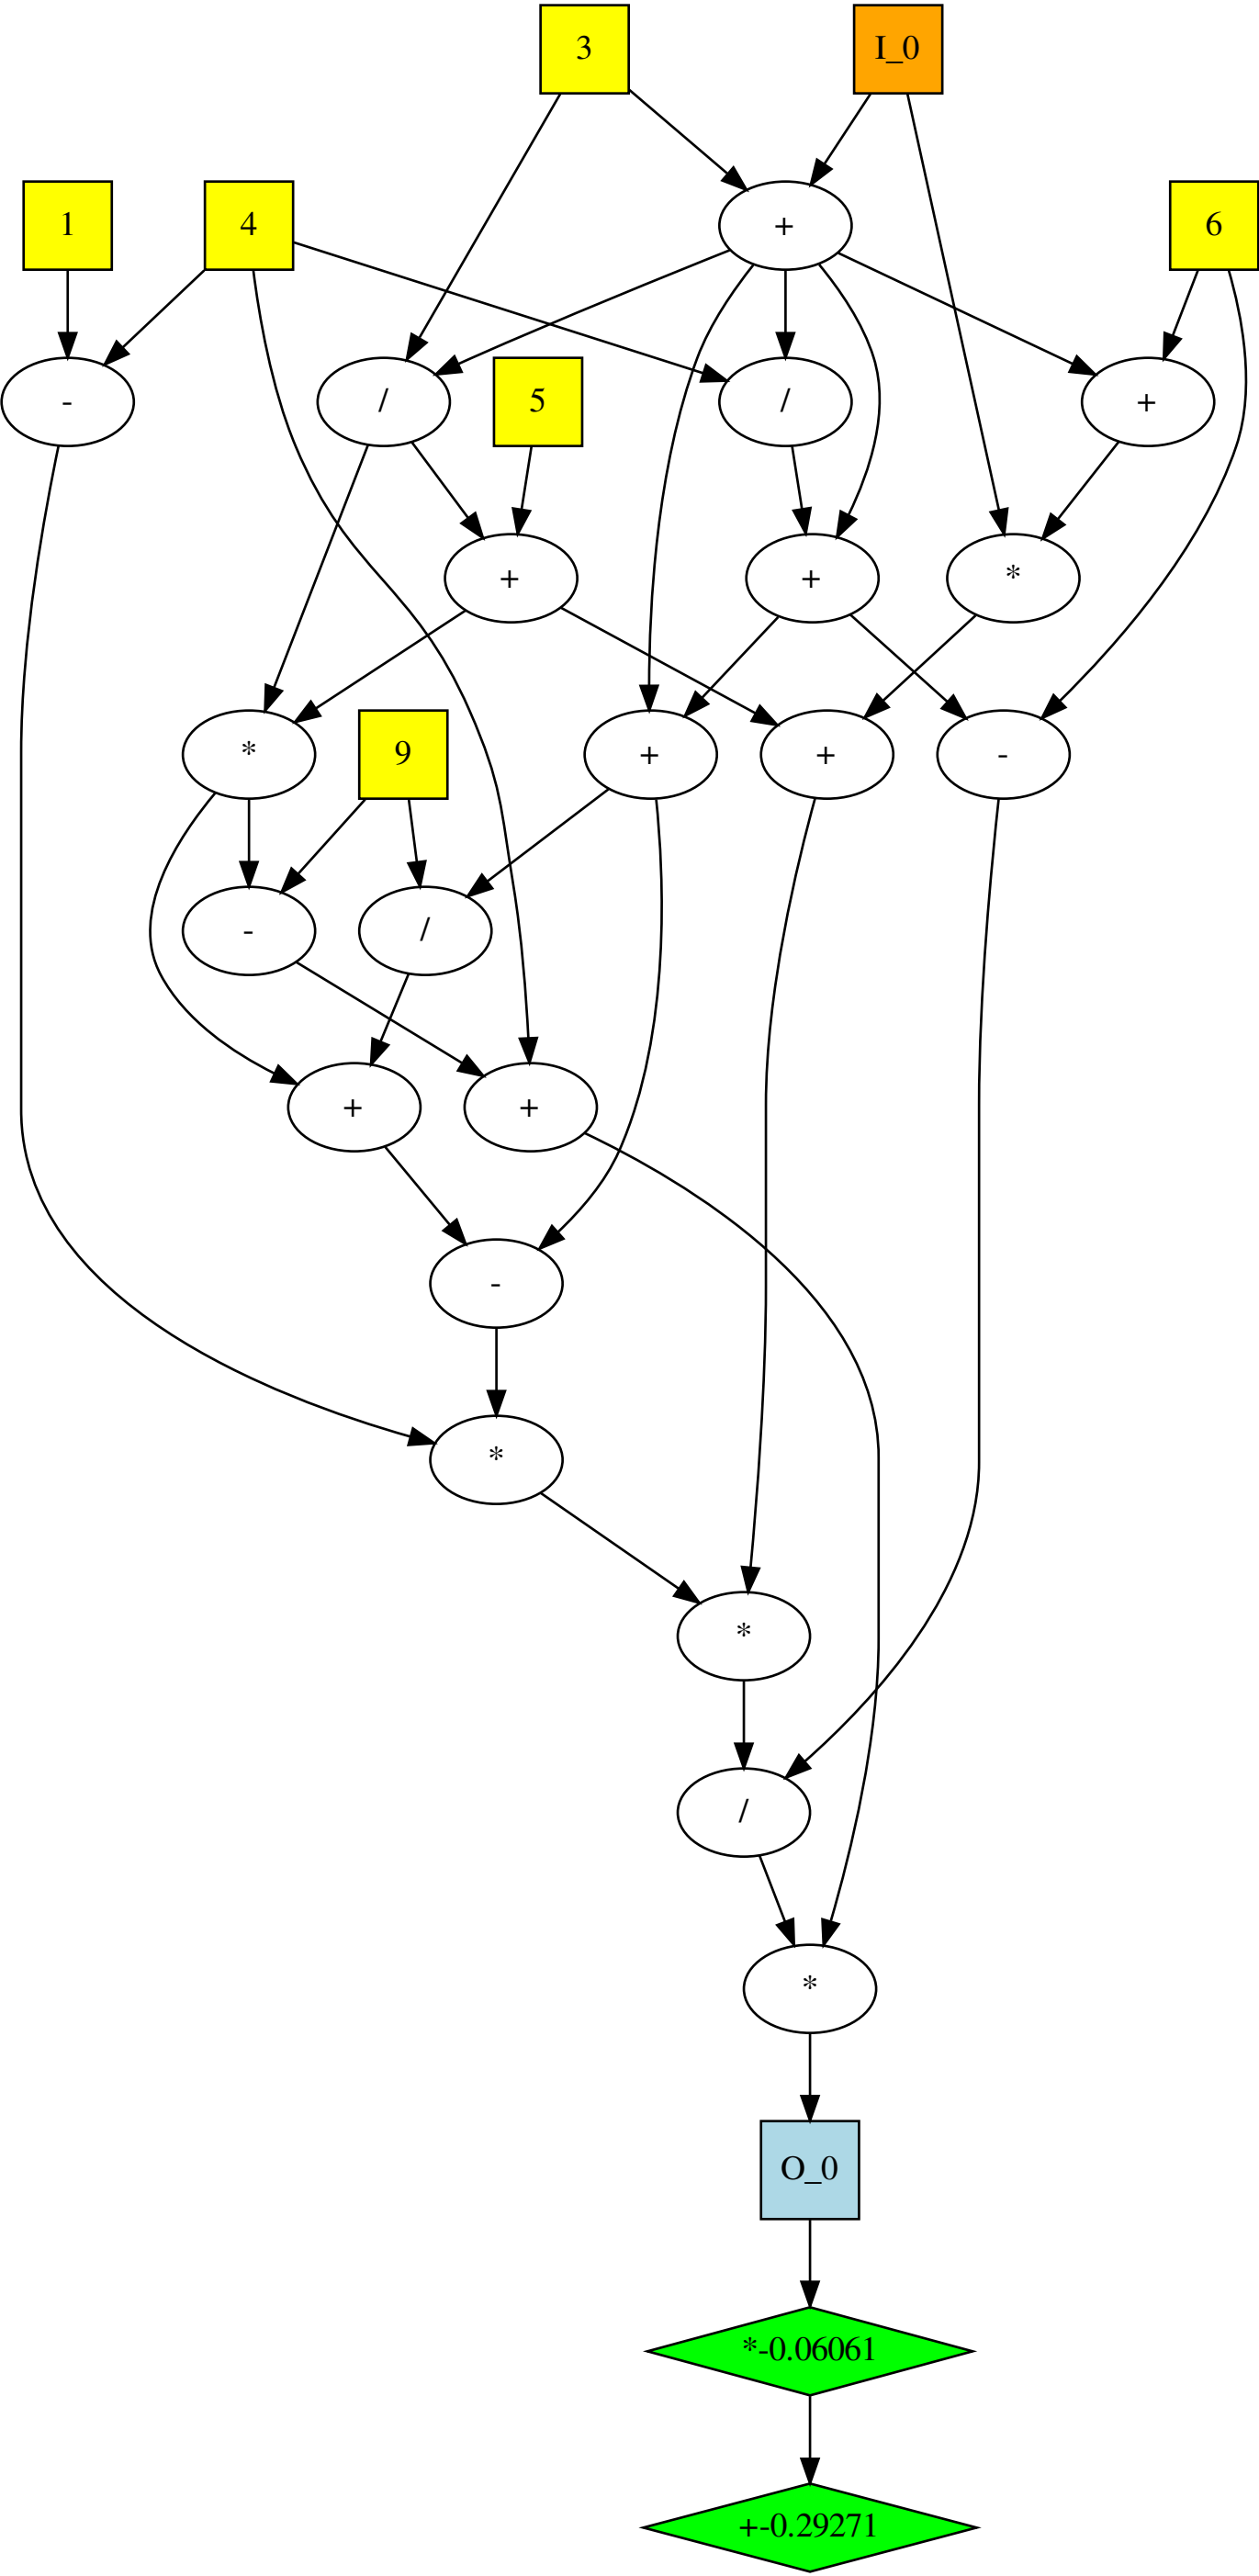 3 I_0
1 4 + 6
- / 5 / +
+ + *
* 9 + + -
- /
+ +
-
*
*
/
*
O_0
*-0.06061
+-0.29271